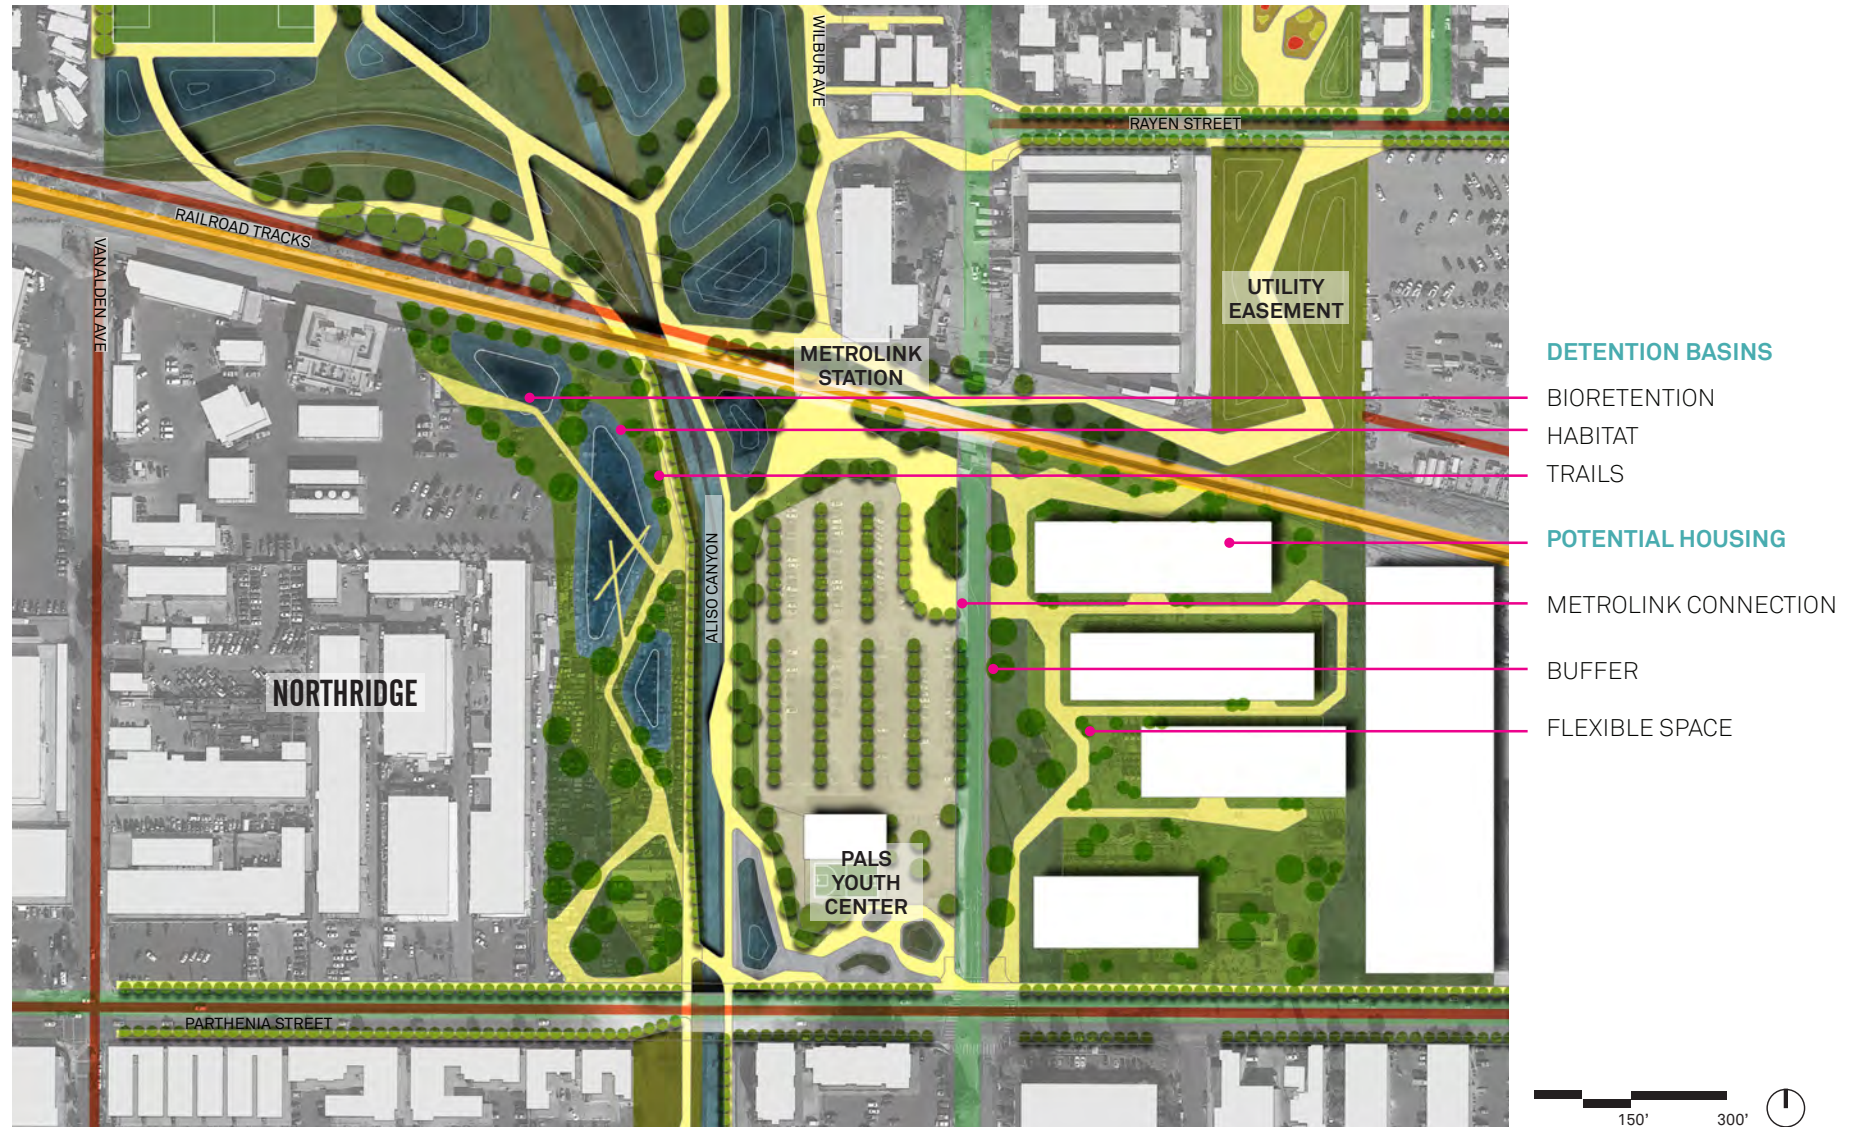 WILBUR AVE
RAYEN STREET
RAILROAD TRACKS
VANALDEN AVE
UTILITY
EASEMENT
METROLINK
STATION
DETENTION BASINS
BIORETENTION
HABITAT
TRAILS
POTENTIAL HOUSING
METROLINK CONNECTION
BUFFER
FLEXIBLE SPACE
ALISO CANYON
NORTHRIDGE
PALS
YOUTH
CENTER
PARTHENIA STREET
150'
300'